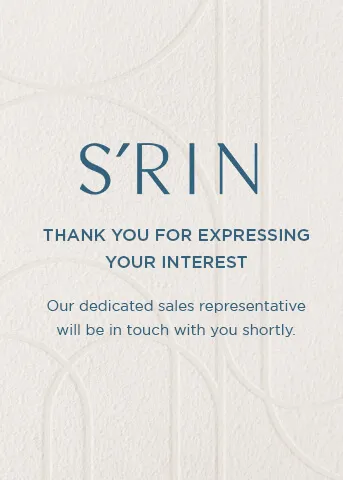 S'RIN
THANK YOU FOR EXPRESSING
YOUR INTEREST
Our dedicated sales representative
will be in touch with you shortly.